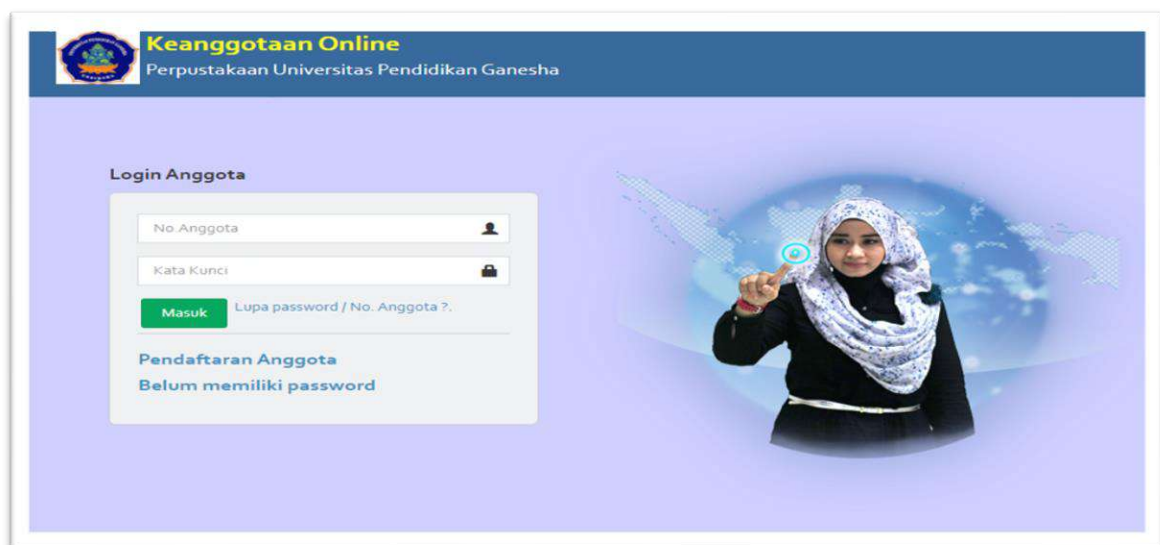 Keanggotaan Online
Perpustakaan Universitas Pendidikan Ganesha
Login Anggota
No.Anggota
Kata Kunci
Masuk Lupa password / No. Anggota ?.
Pendaftaran Anggota
Belum memiliki password